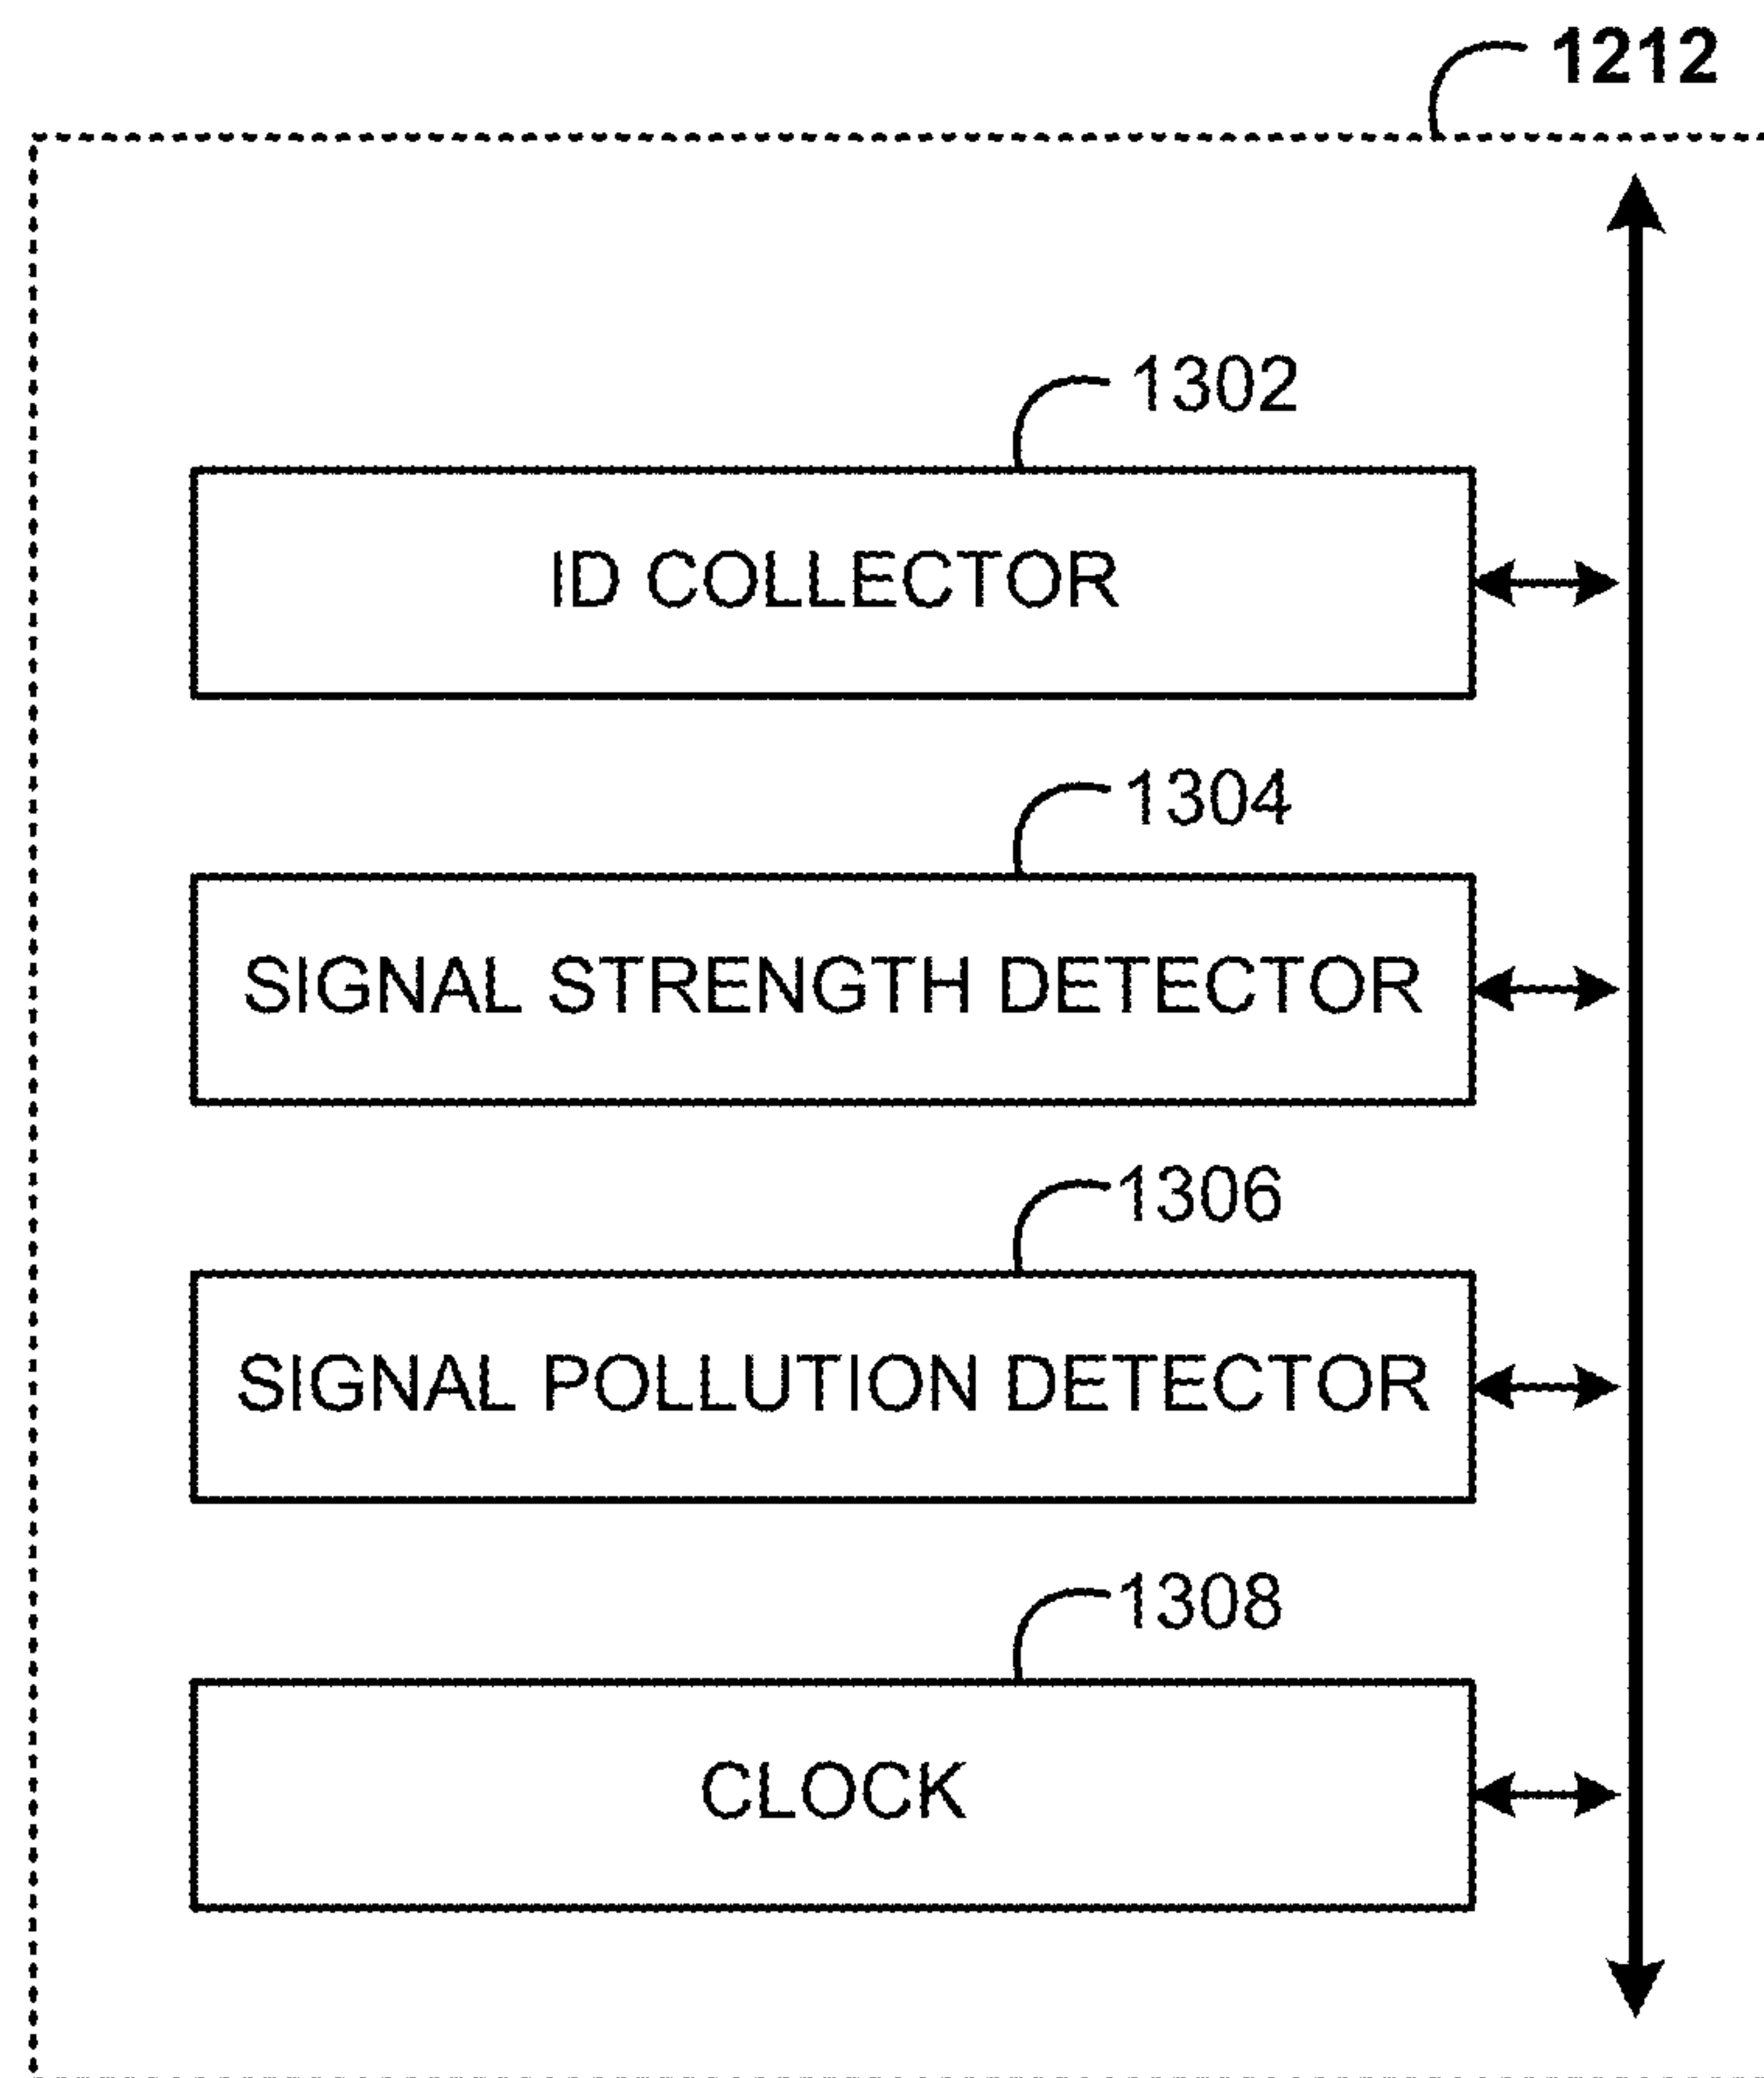 1212
1302
ID COLLECTOR
1304
SIGNAL STRENGTH DETECTOR
1306
SIGNAL POLLUTION DETECTOR
1308
CLOCK